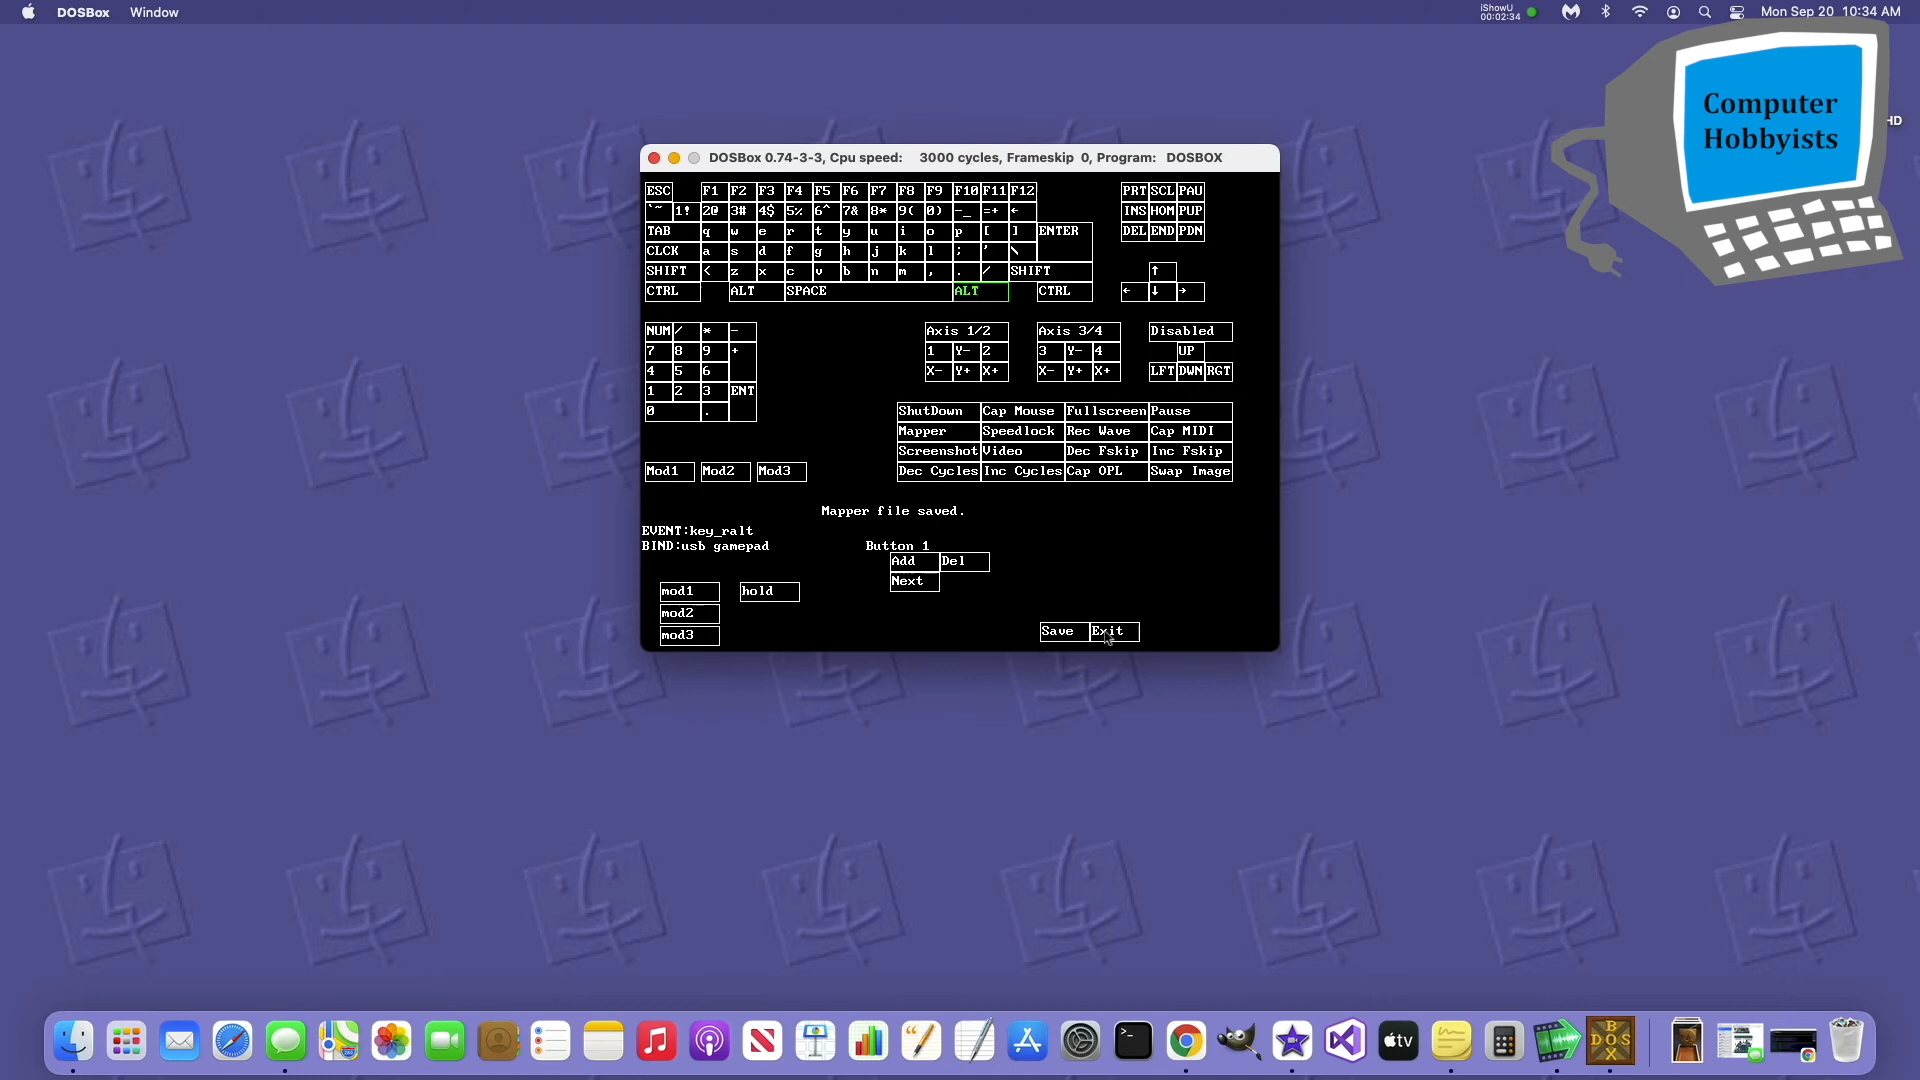 DOSBox Window
iShowU
00:02:34
Mon Sep 20 10:34 AM
Computer
Hobbyists
HD
DOSBox 0.74-3-3, Cpu speed: 3000 cycles, Frameskip 0, Program: DOSBOX
ESC F1 F2 F3 F4 F5 F6 F7 F8 F9 F10 F11 F12 PRT SCL PAU
`~ 1! 2@ 3# 4$ 5% 6^ 7& 8* 9( 0) -_ =+ ← INS HOM PUP
TAB q w e r t y u i o p [ ] ENTER DEL END PDN
CLCK a s d f g h j k l ; ' \
SHIFT < z x c v b n m , . / SHIFT ↑
CTRL ALT SPACE ALT CTRL ← ↓ →
NUM / * - Axis 1/2 Axis 3/4 Disabled
7 8 9 + 1 Y- 2 3 Y- 4 UP
4 5 6 X- Y+ X+ X- Y+ X+ LFT DWN RGT
1 2 3 ENT
0 . ShutDown Cap Mouse Fullscreen Pause
Mapper Speedlock Rec Wave Cap MIDI
Screenshot Video Dec Fskip Inc Fskip
Mod1 Mod2 Mod3 Dec Cycles Inc Cycles Cap OPL Swap Image
Mapper file saved.
EVENT:key_ralt
BIND:usb gamepad Button 1
Add Del
Next
mod1 hold
mod2
mod3
Save Exit
tv
BOX
DOS